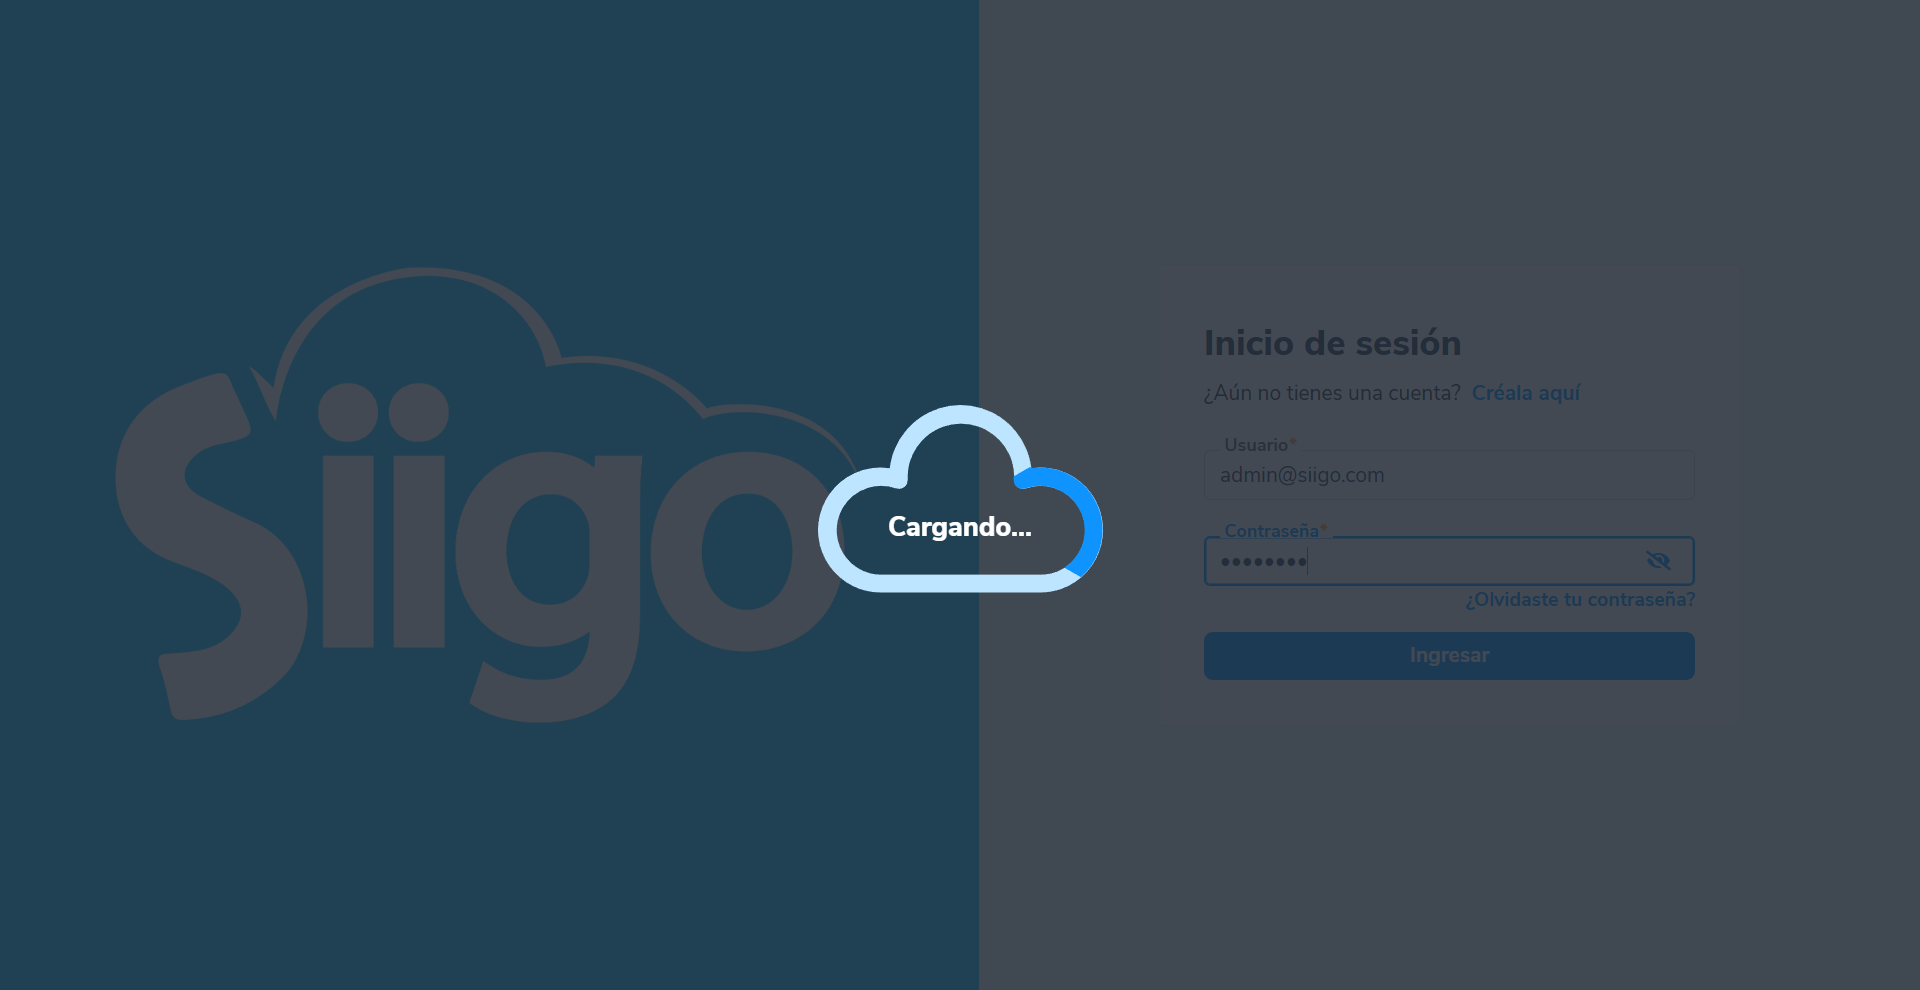 Siigo
Cargando...
Inicio de sesión
¿Aún no tienes una cuenta? Créala aquí
Usuario*
admin@siigo.com
Contraseña*
••••••••
¿Olvidaste tu contraseña?
Ingresar